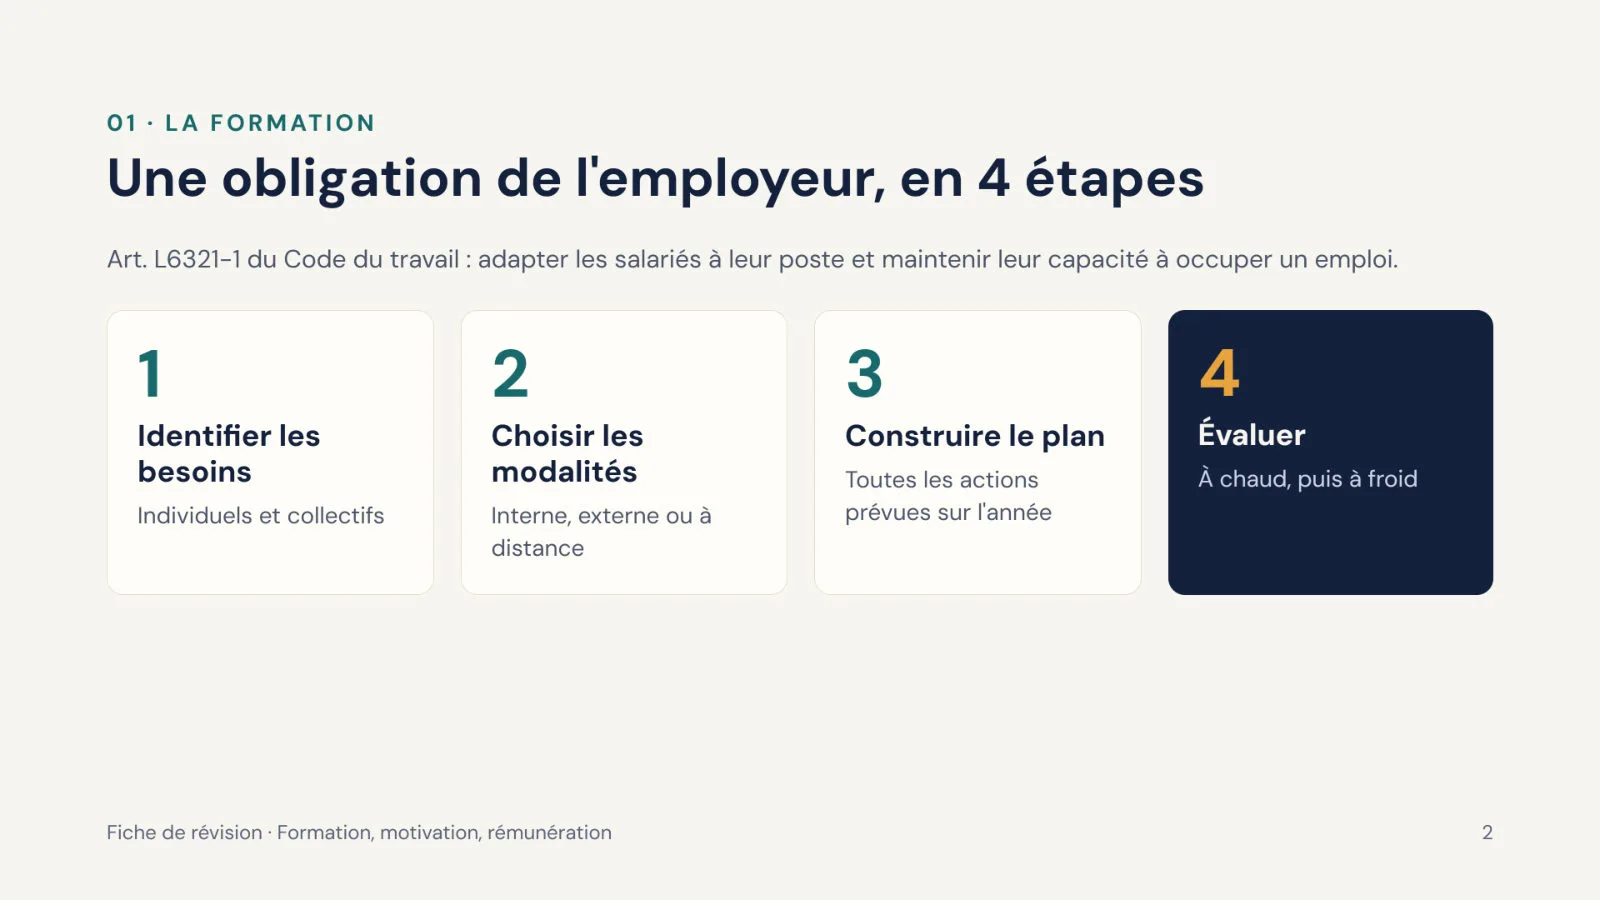 01 · LA FORMATION
Une obligation de l'employeur, en 4 étapes
Art. L6321-1 du Code du travail : adapter les salariés à leur poste et maintenir leur capacité à occuper un emploi.
1
Identifier les
besoins
Individuels et collectifs
2
Choisir les
modalités
Interne, externe ou à
distance
3
Construire le plan
Toutes les actions
prévues sur l'année
4
Évaluer
À chaud, puis à froid
Fiche de révision · Formation, motivation, rémunération
2